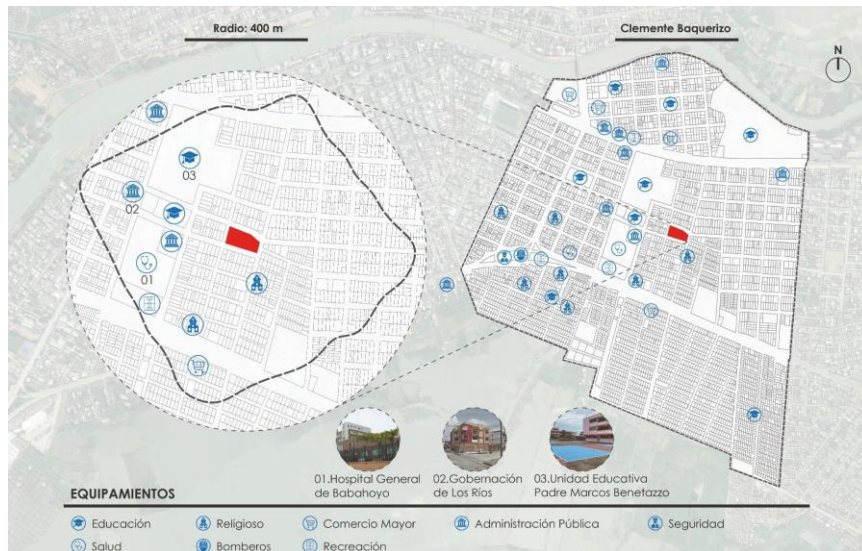 Radio: 400 m
Clemente Baquerizo
N
03
02
01
01.Hospital General
de Babahoyo
02.Gobernación
de Los Ríos
03.Unidad Educativa
Padre Marcos Benetazzo
EQUIPAMIENTOS
Educación
Religioso
Comercio Mayor
Administración Pública
Seguridad
Salud
Bomberos
Recreación